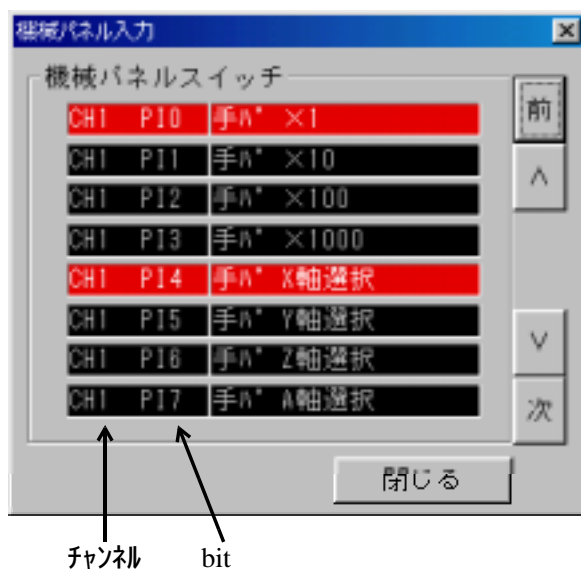 機械パネル入力
機械パネルスイッチ
CH1 PI0 手ﾊﾟ ×1
CH1 PI1 手ﾊﾟ ×10
CH1 PI2 手ﾊﾟ ×100
CH1 PI3 手ﾊﾟ ×1000
CH1 PI4 手ﾊﾟ X軸選択
CH1 PI5 手ﾊﾟ Y軸選択
CH1 PI6 手ﾊﾟ Z軸選択
CH1 PI7 手ﾊﾟ A軸選択
前
∧
∨
次
閉じる
ﾁｬﾝﾈﾙ bit